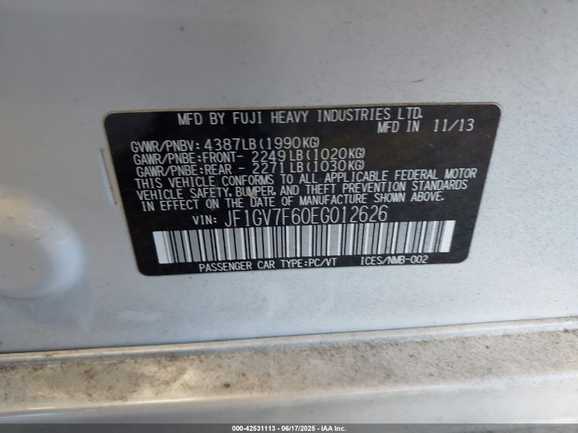 MFD BY FUJI HEAVY INDUSTRIES LTD.
MFD IN 11/13
GVWR/PNBV: 4387LB(1990KG)
GAWR/PNBE:FRONT- 2249LB(1020KG)
GAWR/PNBE:REAR - 2271LB(1030KG)
THIS VEHICLE CONFORMS TO ALL APPLICABLE FEDERAL MOTOR
VEHICLE SAFETY, BUMPER, AND THEFT PREVENTION STANDARDS
IN EFFECT ON THE DATE OF MANUFACTURE SHOWN ABOVE.
VIN: JF1GV7F60EG012626
PASSENGER CAR TYPE:PC/VT ICES/NMB-002
000-42531113 - 06/17/2025 - IAA Inc.